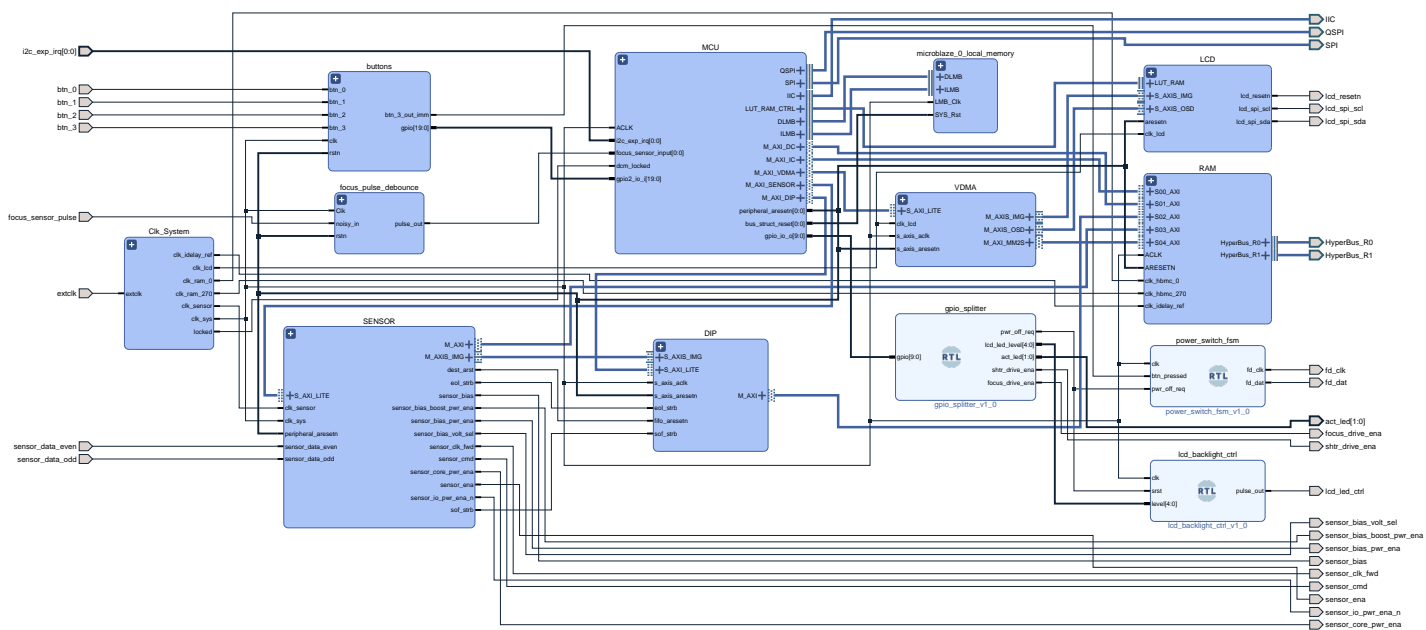 i2c_exp_irq[0:0]
btn_0
btn_1
btn_2
btn_3
focus_sensor_pulse
extclk
sensor_data_even
sensor_data_odd
buttons
btn_0
btn_1
btn_2
btn_3
clk
rstn
btn_3_out_imm
gpio[19:0]
focus_pulse_debounce
Clk
noisy_in
rstn
pulse_out
Clk_System
extclk
clk_idelay_ref
clk_lcd
clk_ram_0
clk_ram_270
clk_sensor
clk_sys
locked
SENSOR
S_AXI_LITE
clk_sensor
clk_sys
peripheral_aresetn
sensor_data_even
sensor_data_odd
M_AXI
M_AXIS_IMG
dest_arst
eol_strb
sensor_bias
sensor_bias_boost_pwr_ena
sensor_bias_pwr_ena
sensor_bias_volt_sel
sensor_clk_fwd
sensor_cmd
sensor_core_pwr_ena
sensor_ena
sensor_io_pwr_ena_n
sof_strb
MCU
ACLK
i2c_exp_irq[0:0]
focus_sensor_input[0:0]
dcm_locked
gpio2_io_i[19:0]
QSPI
SPI
IIC
LUT_RAM_CTRL
DLMB
ILMB
M_AXI_DC
M_AXI_IC
M_AXI_VDMA
M_AXI_SENSOR
M_AXI_DIP
peripheral_aresetn[0:0]
bus_struct_reset[0:0]
gpio_io_o[9:0]
DIP
S_AXIS_IMG
S_AXI_LITE
s_axis_aclk
s_axis_aresetn
eol_strb
fifo_aresetn
sof_strb
M_AXI
microblaze_0_local_memory
DLMB
ILMB
LMB_Clk
SYS_Rst
VDMA
S_AXI_LITE
clk_lcd
s_axis_aclk
s_axis_aresetn
M_AXIS_IMG
M_AXIS_OSD
M_AXI_MM2S
gpio_splitter
gpio[9:0]
RTL
pwr_off_req
lcd_led_level[4:0]
act_led[1:0]
shtr_drive_ena
focus_drive_ena
gpio_splitter_v1_0
LCD
LUT_RAM
S_AXIS_IMG
S_AXIS_OSD
aresetn
clk_lcd
lcd_resetn
lcd_spi_scl
lcd_spi_sda
RAM
S00_AXI
S01_AXI
S02_AXI
S03_AXI
S04_AXI
ACLK
ARESETN
clk_hbmc_0
clk_hbmc_270
clk_idelay_ref
HyperBus_R0
HyperBus_R1
power_switch_fsm
clk
btn_pressed
pwr_off_req
RTL
fd_clk
fd_dat
power_switch_fsm_v1_0
lcd_backlight_ctrl
clk
srst
level[4:0]
RTL
pulse_out
lcd_backlight_ctrl_v1_0
IIC
QSPI
SPI
lcd_resetn
lcd_spi_scl
lcd_spi_sda
HyperBus_R0
HyperBus_R1
fd_clk
fd_dat
act_led[1:0]
focus_drive_ena
shtr_drive_ena
lcd_led_ctrl
sensor_bias_volt_sel
sensor_bias_boost_pwr_ena
sensor_bias_pwr_ena
sensor_bias
sensor_clk_fwd
sensor_cmd
sensor_ena
sensor_io_pwr_ena_n
sensor_core_pwr_ena